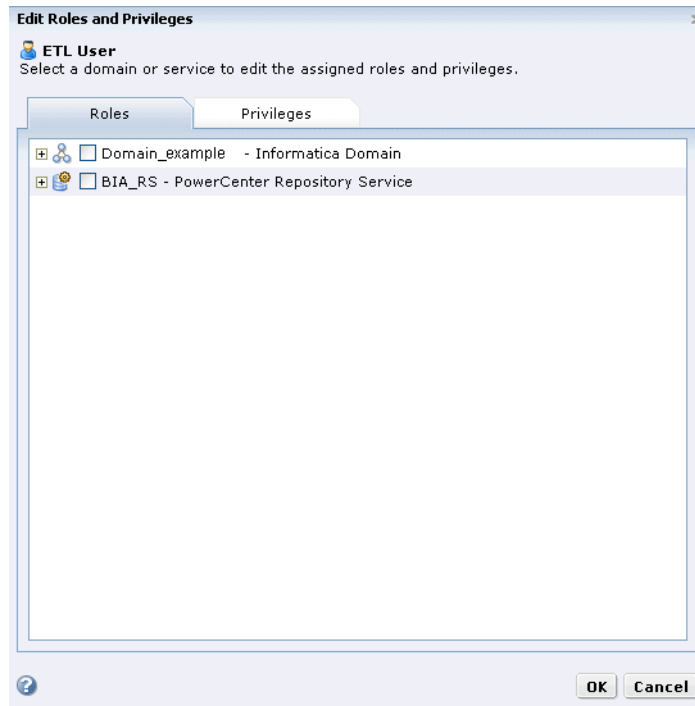 Edit Roles and Privileges
ETL User
Select a domain or service to edit the assigned roles and privileges.
Roles Privileges
Domain_example - Informatica Domain
BIA_RS - PowerCenter Repository Service
OK Cancel